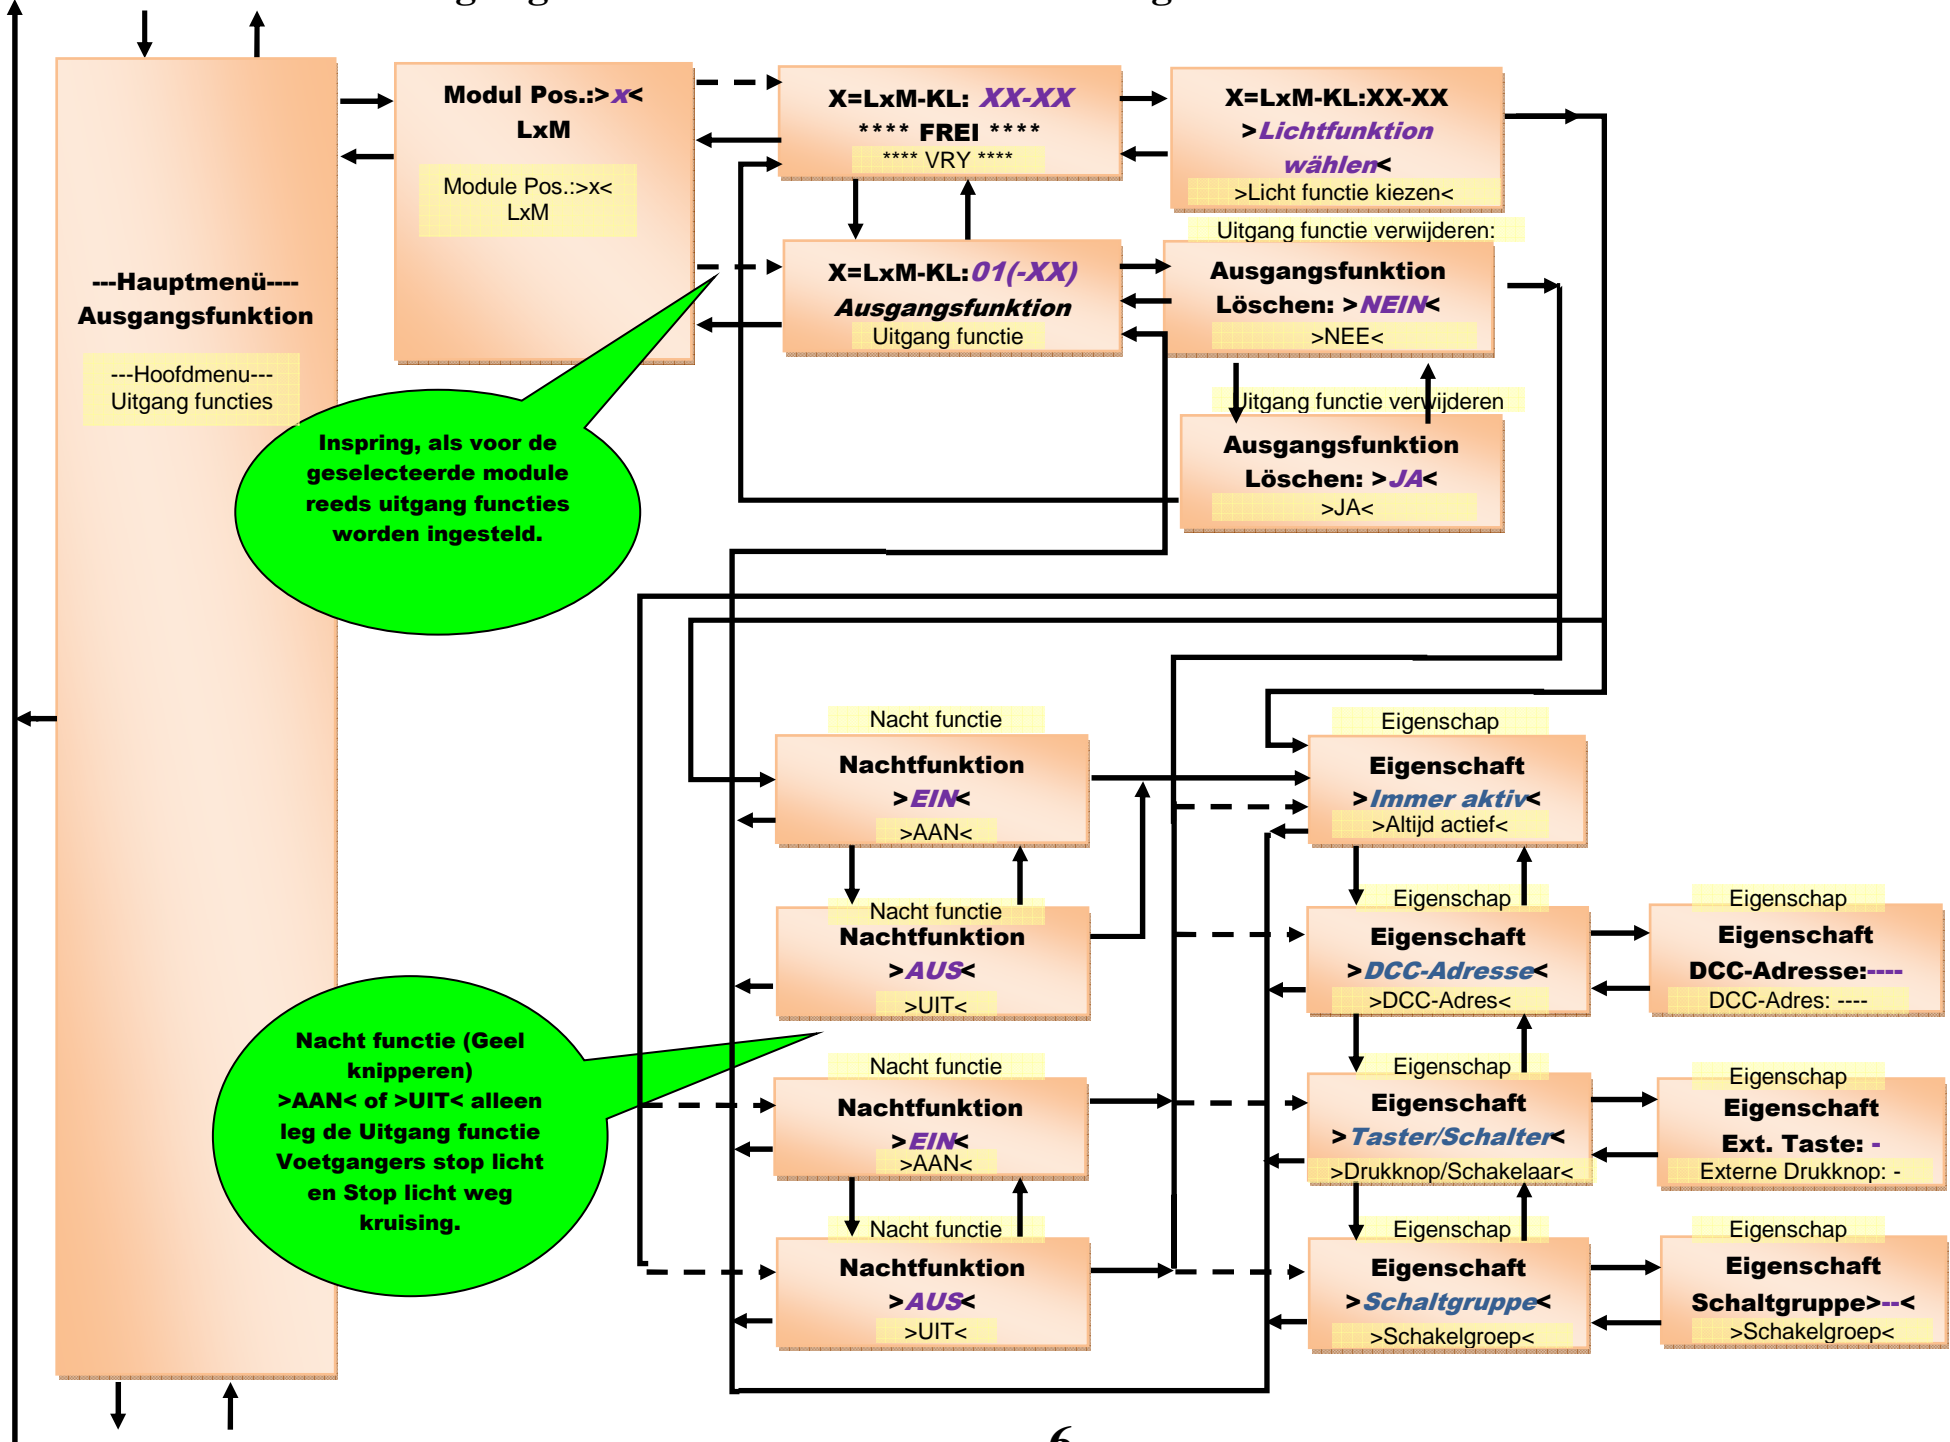 ---Hauptmenü----
Ausgangsfunktion
---Hoofdmenu---
Uitgang functies
Modul Pos.:>x<
LxM
Module Pos.:>x<
LxM
X=LxM-KL: XX-XX
**** FREI ****
**** VRY ****
X=LxM-KL:XX-XX
>Lichtfunktion
wählen<
>Licht functie kiezen<
X=LxM-KL:01(-XX)
Ausgangsfunktion
Uitgang functie
Uitgang functie verwijderen:
Ausgangsfunktion
Löschen: >NEIN<
>NEE<
Uitgang functie verwijderen
Ausgangsfunktion
Löschen: >JA<
>JA<
Inspring, als voor de
geselecteerde module
reeds uitgang functies
worden ingesteld.
Nacht functie
Nachtfunktion
>EIN<
>AAN<
Eigenschap
Eigenschaft
>Immer aktiv<
>Altijd actief<
Nacht functie
Nachtfunktion
>AUS<
>UIT<
Eigenschap
Eigenschaft
>DCC-Adresse<
>DCC-Adres<
Eigenschap
Eigenschaft
DCC-Adresse:----
DCC-Adres: ----
Nacht functie (Geel
knipperen)
>AAN< of >UIT< alleen
leg de Uitgang functie
Voetgangers stop licht
en Stop licht weg
kruising.
Nacht functie
Nachtfunktion
>EIN<
>AAN<
Eigenschap
Eigenschaft
>Taster/Schalter<
>Drukknop/Schakelaar<
Eigenschap
Eigenschaft
Ext. Taste: -
Externe Drukknop: -
Nacht functie
Nachtfunktion
>AUS<
>UIT<
Eigenschap
Eigenschaft
>Schaltgruppe<
>Schakelgroep<
Eigenschap
Eigenschaft
Schaltgruppe>--<
>Schakelgroep<
6